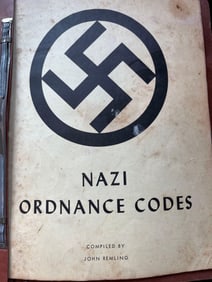 NAZI
ORDNANCE CODES
COMPILED BY
JOHN REMLING